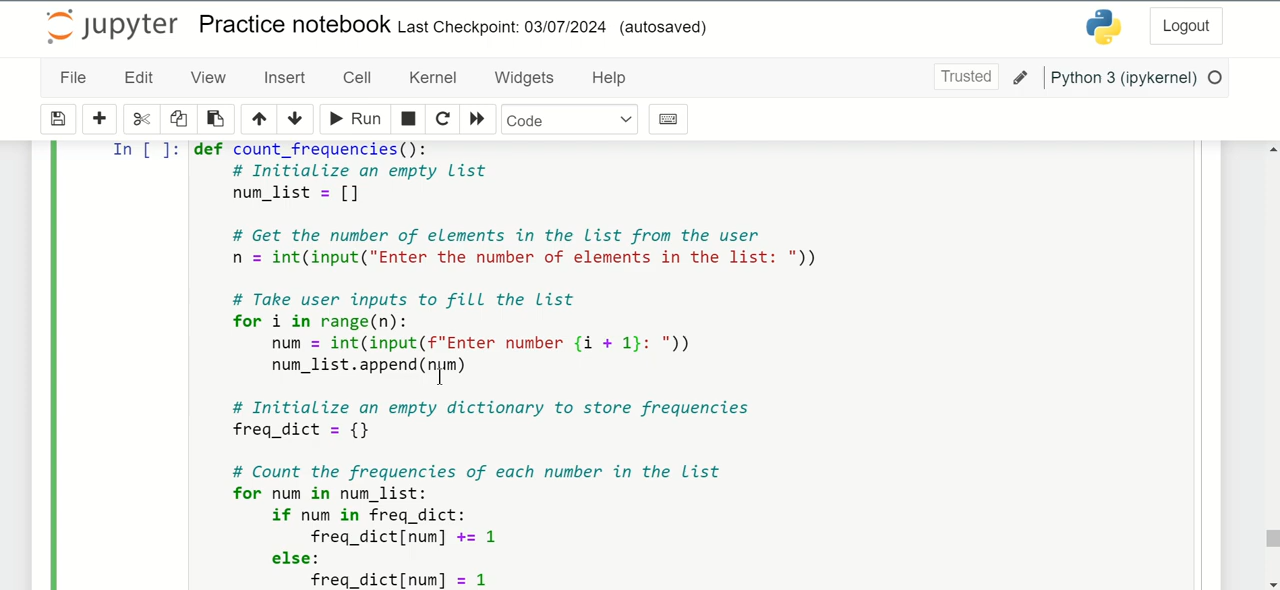 jupyter Practice notebook Last Checkpoint: 03/07/2024 (autosaved) Logout
File Edit View Insert Cell Kernel Widgets Help Trusted Python 3 (ipykernel)
Run Code
In [ ]: def count_frequencies():
# Initialize an empty list
num_list = []
# Get the number of elements in the list from the user
n = int(input("Enter the number of elements in the list: "))
# Take user inputs to fill the list
for i in range(n):
num = int(input(f"Enter number {i + 1}: "))
num_list.append(num)
# Initialize an empty dictionary to store frequencies
freq_dict = {}
# Count the frequencies of each number in the list
for num in num_list:
if num in freq_dict:
freq_dict[num] += 1
else:
freq_dict[num] = 1